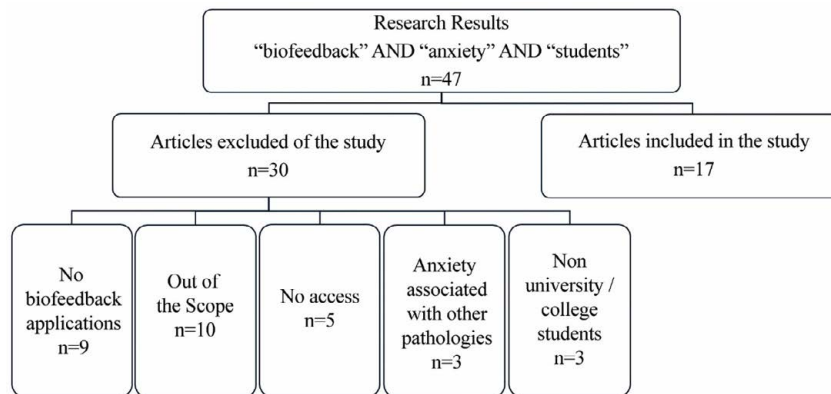 Research Results
“biofeedback” AND “anxiety” AND “students”
n=47
Articles excluded of the study
n=30
Articles included in the study
n=17
No
biofeedback
applications
n=9
Out of
the Scope
n=10
No access
n=5
Anxiety
associated
with other
pathologies
n=3
Non
university /
college
students
n=3